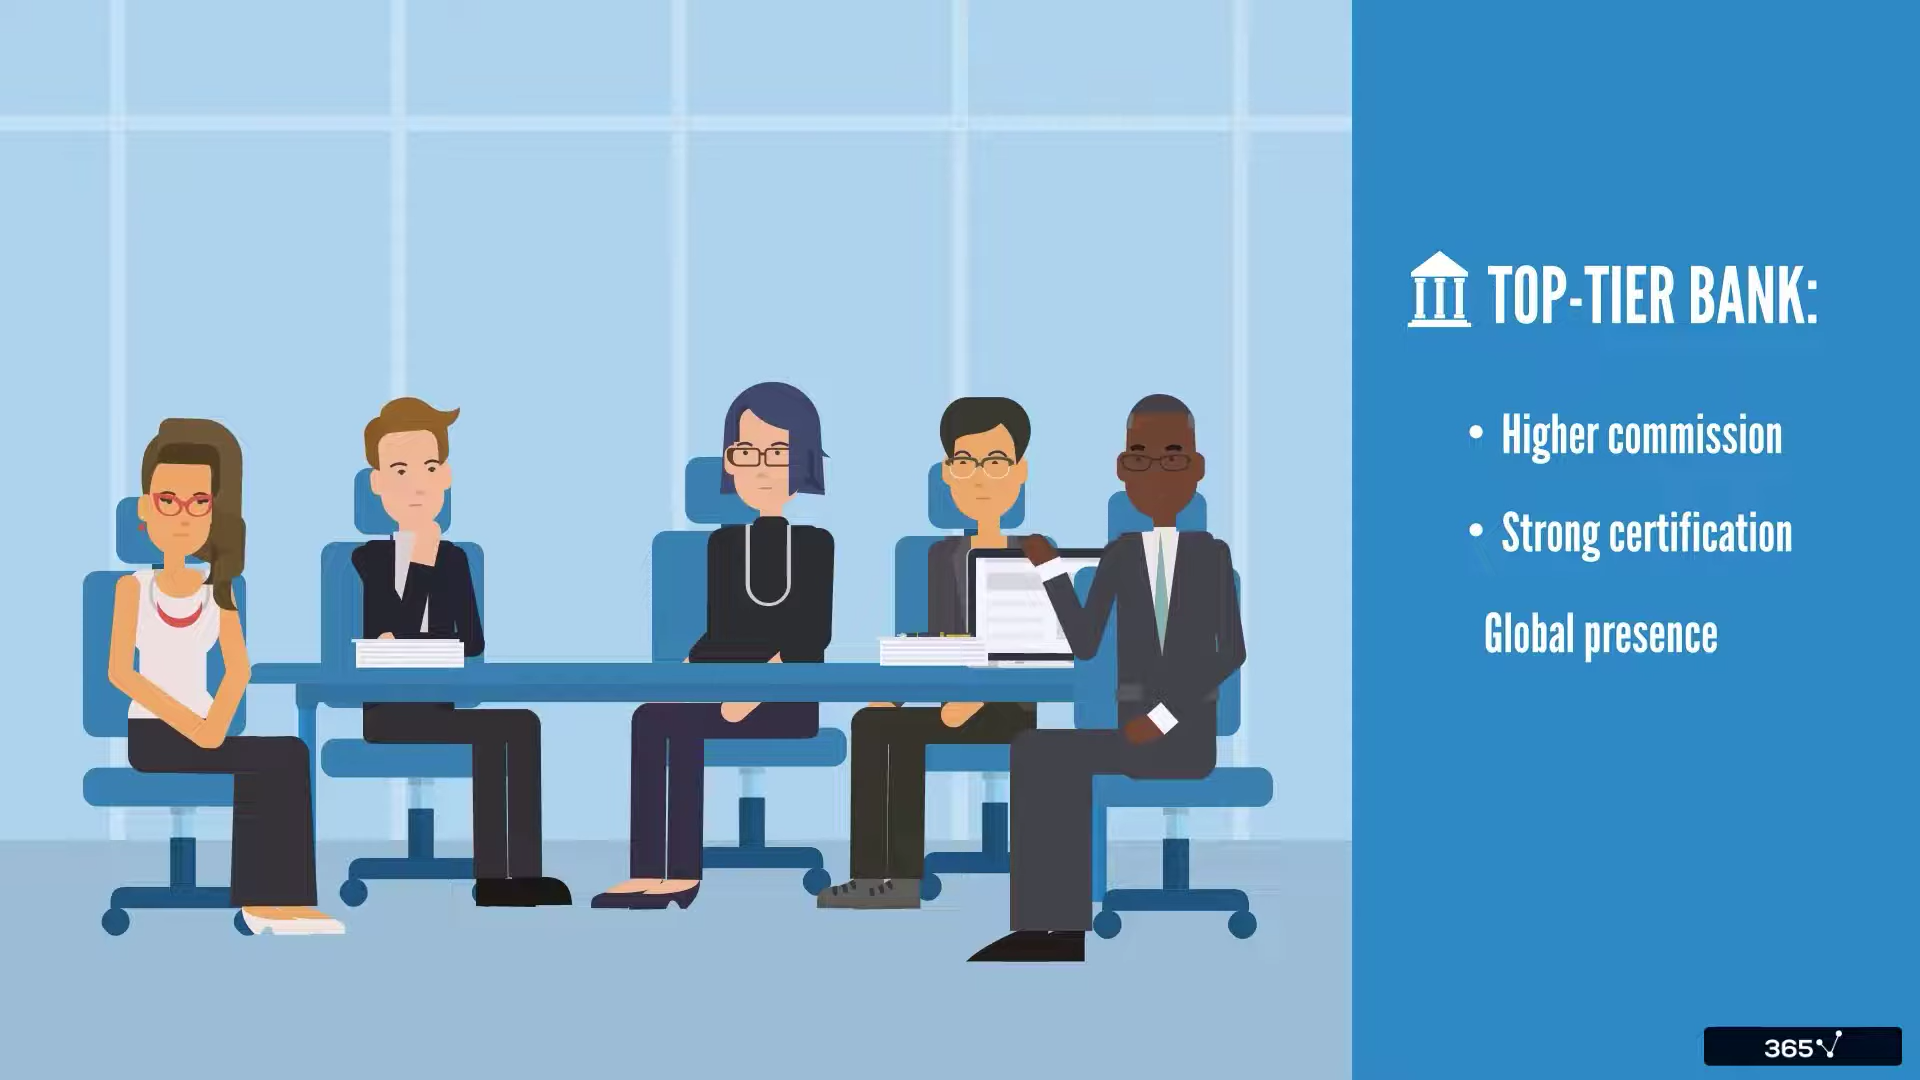 TOP-TIER BANK:
• Higher commission
• Strong certification
Global presence
365